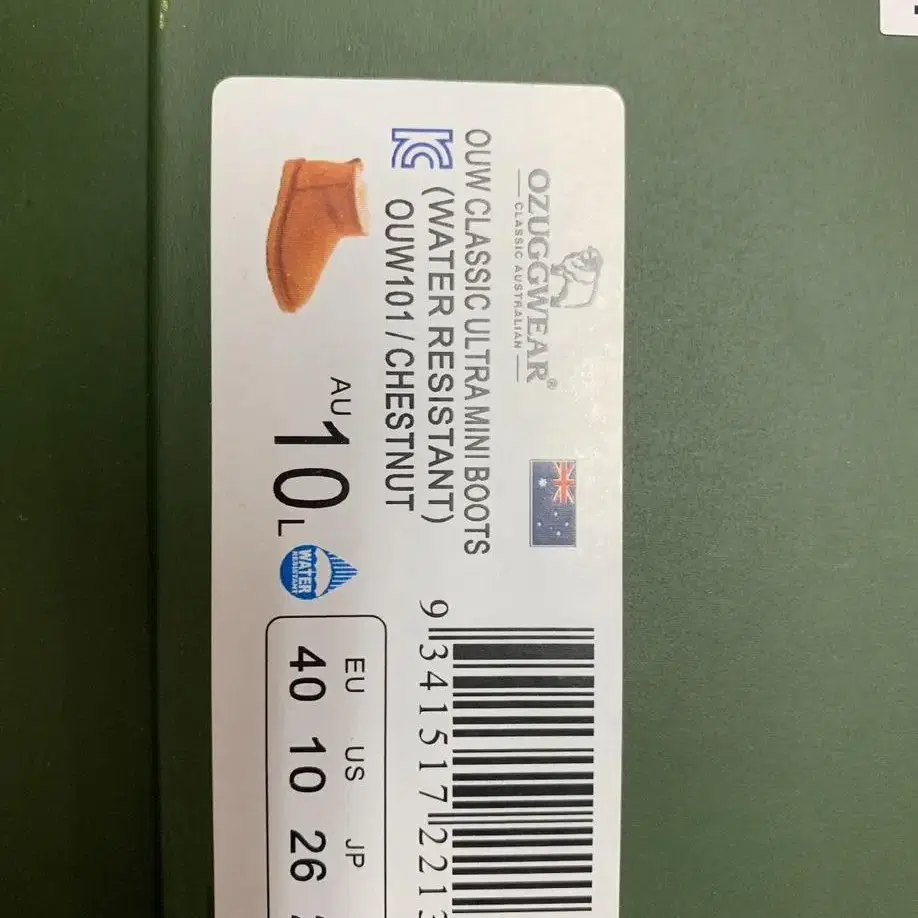 OZUGGWEAR®
— CLASSIC AUSTRALIAN —
OUW CLASSIC ULTRA MINI BOOTS
(WATER RESISTANT)
OUW101 / CHESTNUT
AU 10 L
WATER
RESISTANT
EU US JP
40 10 26
9 341517 221